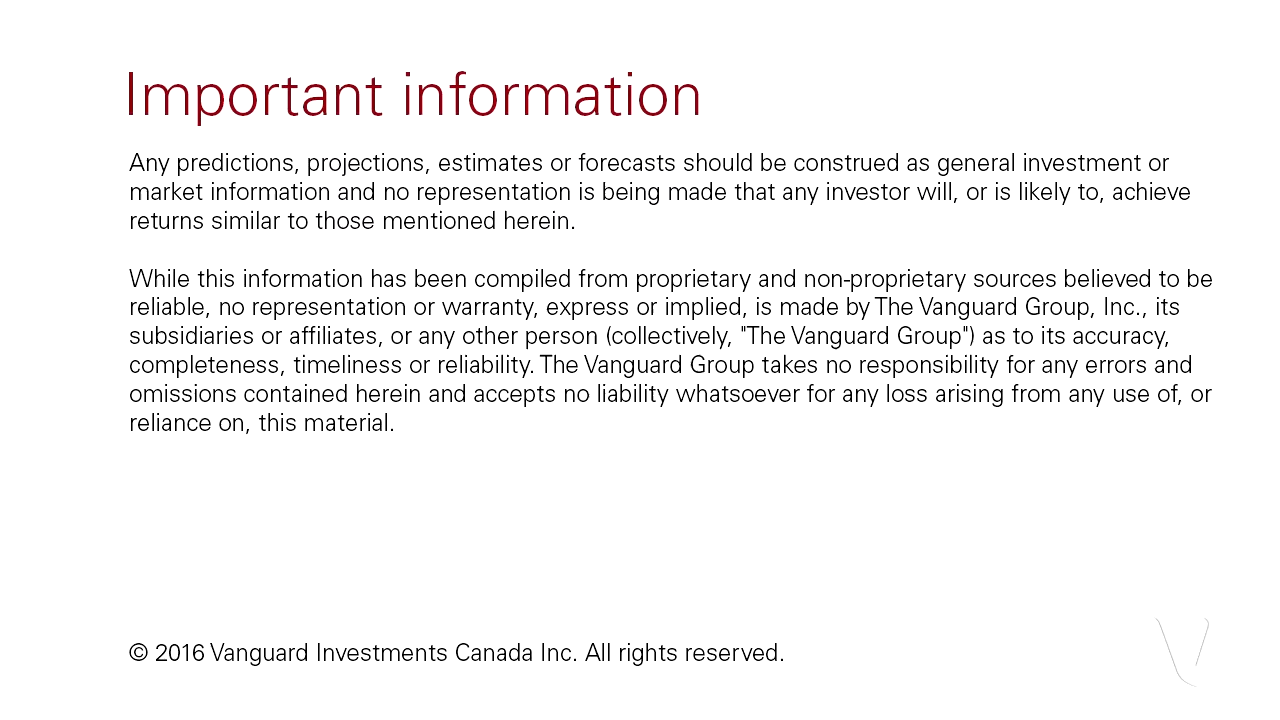 Important information
Any predictions, projections, estimates or forecasts should be construed as general investment or
market information and no representation is being made that any investor will, or is likely to, achieve
returns similar to those mentioned herein.
While this information has been compiled from proprietary and non-proprietary sources believed to be
reliable, no representation or warranty, express or implied, is made by The Vanguard Group, Inc., its
subsidiaries or affiliates, or any other person (collectively, "The Vanguard Group") as to its accuracy,
completeness, timeliness or reliability. The Vanguard Group takes no responsibility for any errors and
omissions contained herein and accepts no liability whatsoever for any loss arising from any use of, or
reliance on, this material.
© 2016 Vanguard Investments Canada Inc. All rights reserved.